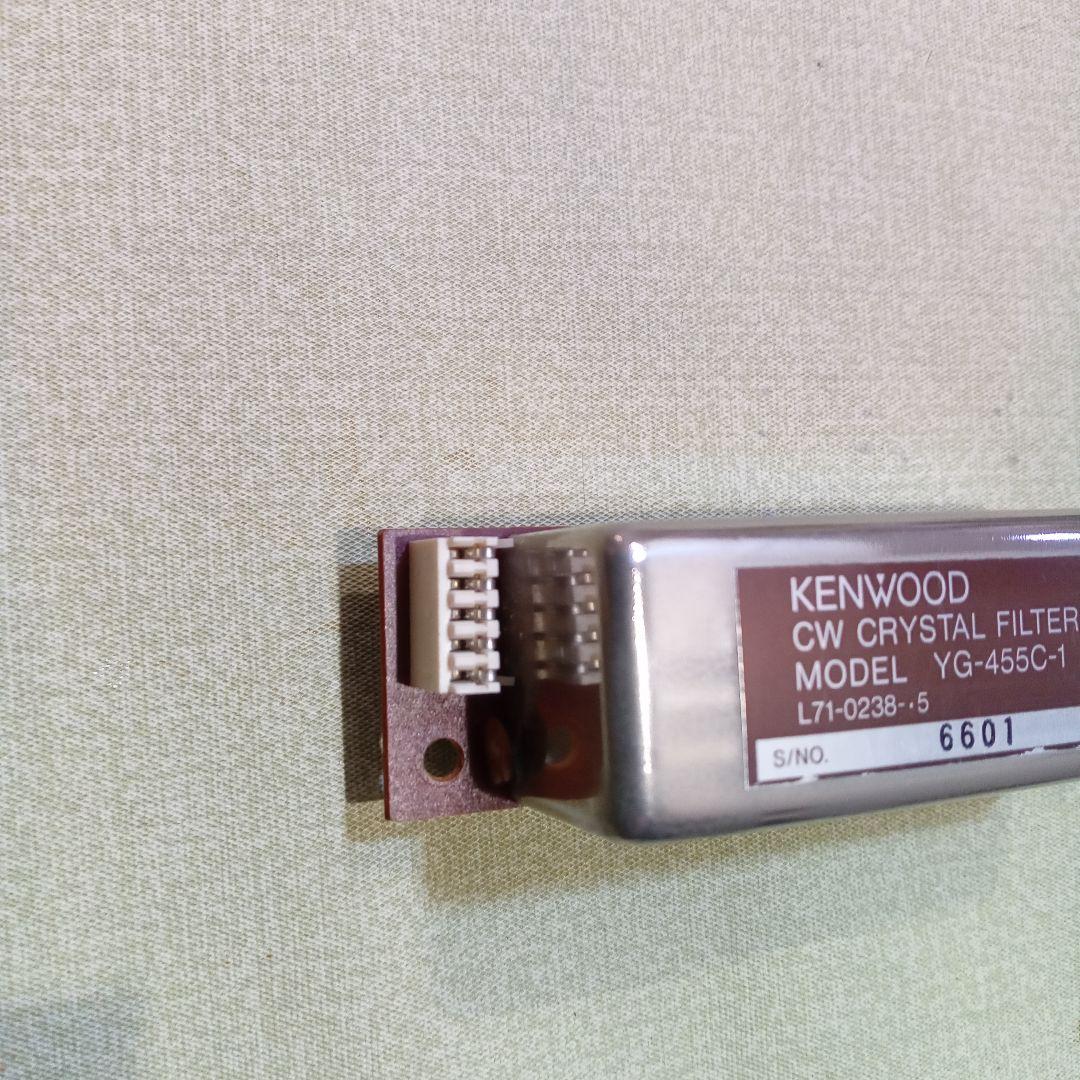 KENWOOD
CW CRYSTAL FILTER
MODEL YG-455C-1
L71-0238-.5
S/NO. 6601